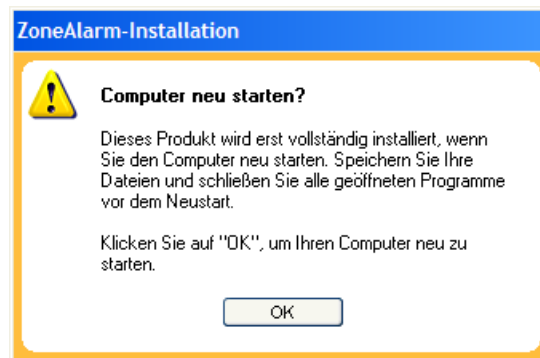 ZoneAlarm-Installation
Computer neu starten?
Dieses Produkt wird erst vollständig installiert, wenn
Sie den Computer neu starten. Speichern Sie Ihre
Dateien und schließen Sie alle geöffneten Programme
vor dem Neustart.
Klicken Sie auf "OK", um Ihren Computer neu zu
starten.
OK